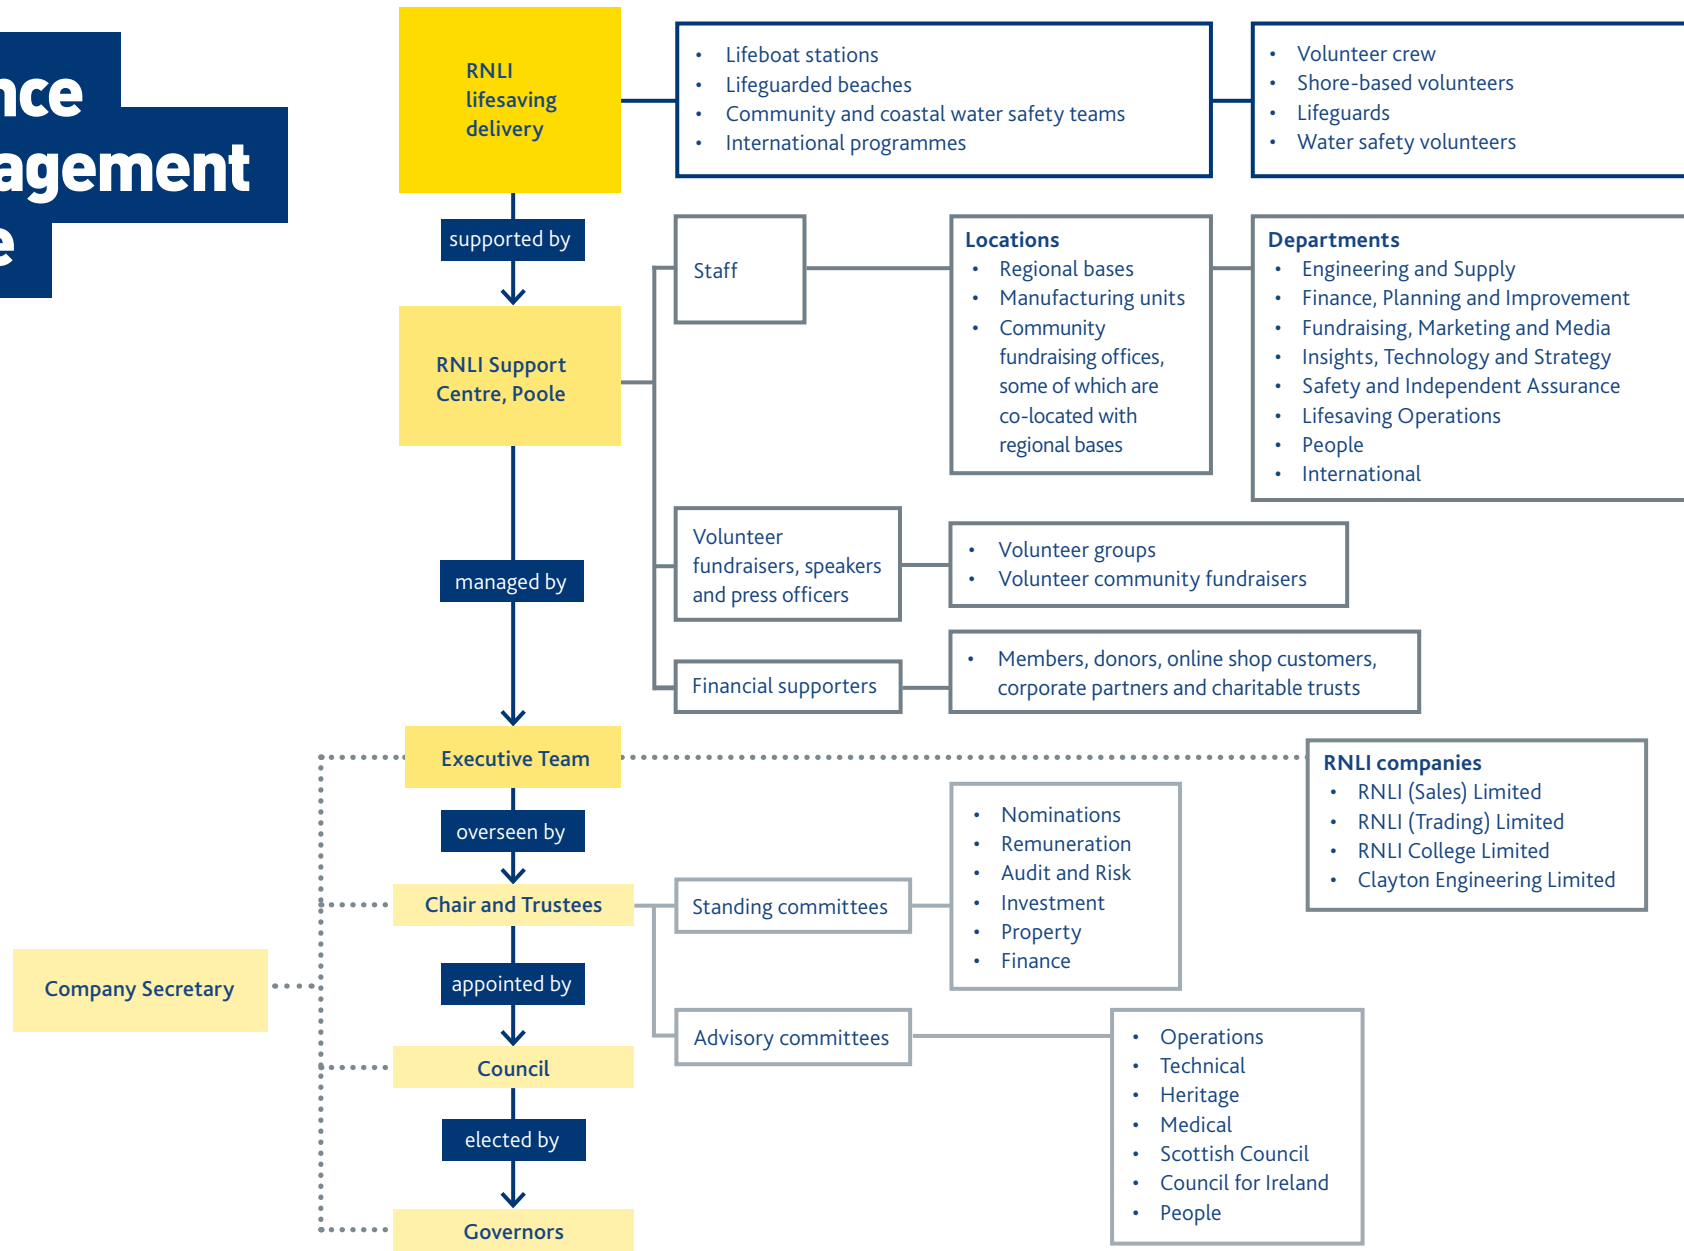 RNLI
lifesaving
delivery
• Lifeboat stations
• Lifeguarded beaches
• Community and coastal water safety teams
• International programmes
• Volunteer crew
• Shore-based volunteers
• Lifeguards
• Water safety volunteers
supported by
RNLI Support
Centre, Poole
Staff
Locations
• Regional bases
• Manufacturing units
• Community
fundraising offices,
some of which are
co-located with
regional bases
Departments
• Engineering and Supply
• Finance, Planning and Improvement
• Fundraising, Marketing and Media
• Insights, Technology and Strategy
• Safety and Independent Assurance
• Lifesaving Operations
• People
• International
Volunteer
fundraisers, speakers
and press officers
• Volunteer groups
• Volunteer community fundraisers
Financial supporters
• Members, donors, online shop customers,
corporate partners and charitable trusts
managed by
Executive Team
RNLI companies
• RNLI (Sales) Limited
• RNLI (Trading) Limited
• RNLI College Limited
• Clayton Engineering Limited
overseen by
Chair and Trustees
Standing committees
• Nominations
• Remuneration
• Audit and Risk
• Investment
• Property
• Finance
Advisory committees
• Operations
• Technical
• Heritage
• Medical
• Scottish Council
• Council for Ireland
• People
Company Secretary
appointed by
Council
elected by
Governors